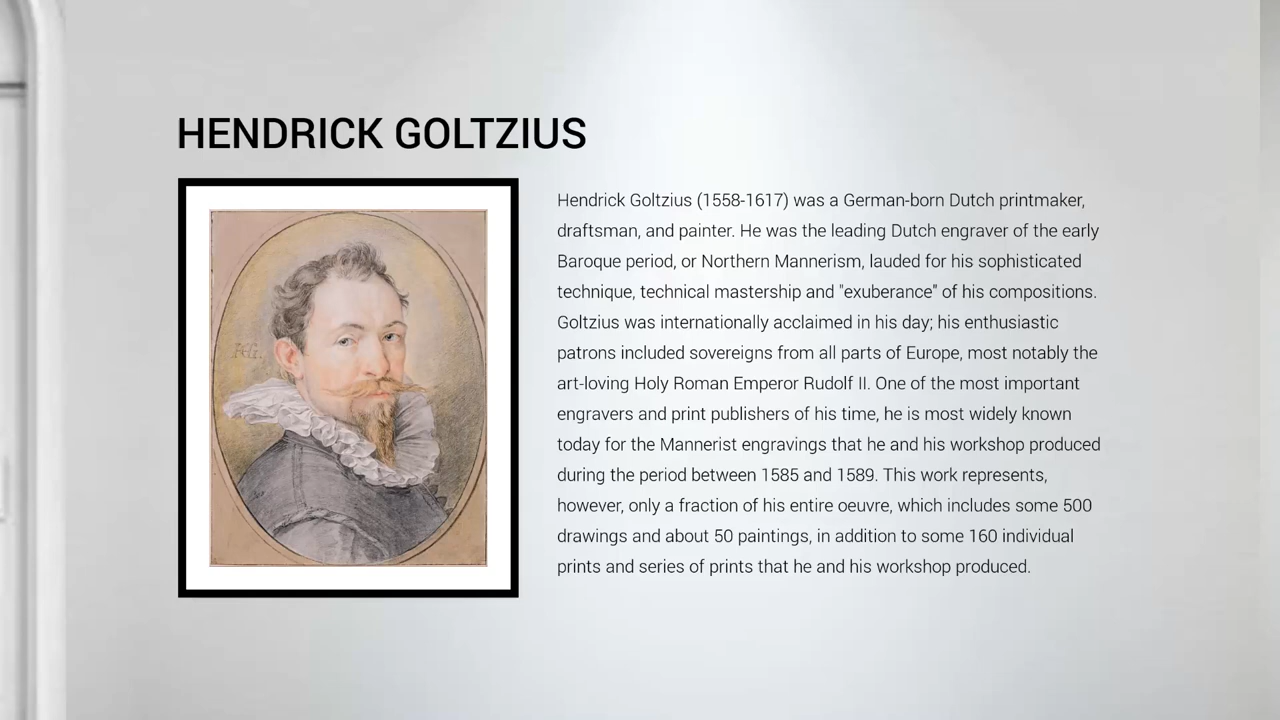 HENDRICK GOLTZIUS
Hendrick Goltzius (1558-1617) was a German-born Dutch printmaker,
draftsman, and painter. He was the leading Dutch engraver of the early
Baroque period, or Northern Mannerism, lauded for his sophisticated
technique, technical mastership and "exuberance" of his compositions.
Goltzius was internationally acclaimed in his day; his enthusiastic
patrons included sovereigns from all parts of Europe, most notably the
art-loving Holy Roman Emperor Rudolf II. One of the most important
engravers and print publishers of his time, he is most widely known
today for the Mannerist engravings that he and his workshop produced
during the period between 1585 and 1589. This work represents,
however, only a fraction of his entire oeuvre, which includes some 500
drawings and about 50 paintings, in addition to some 160 individual
prints and series of prints that he and his workshop produced.